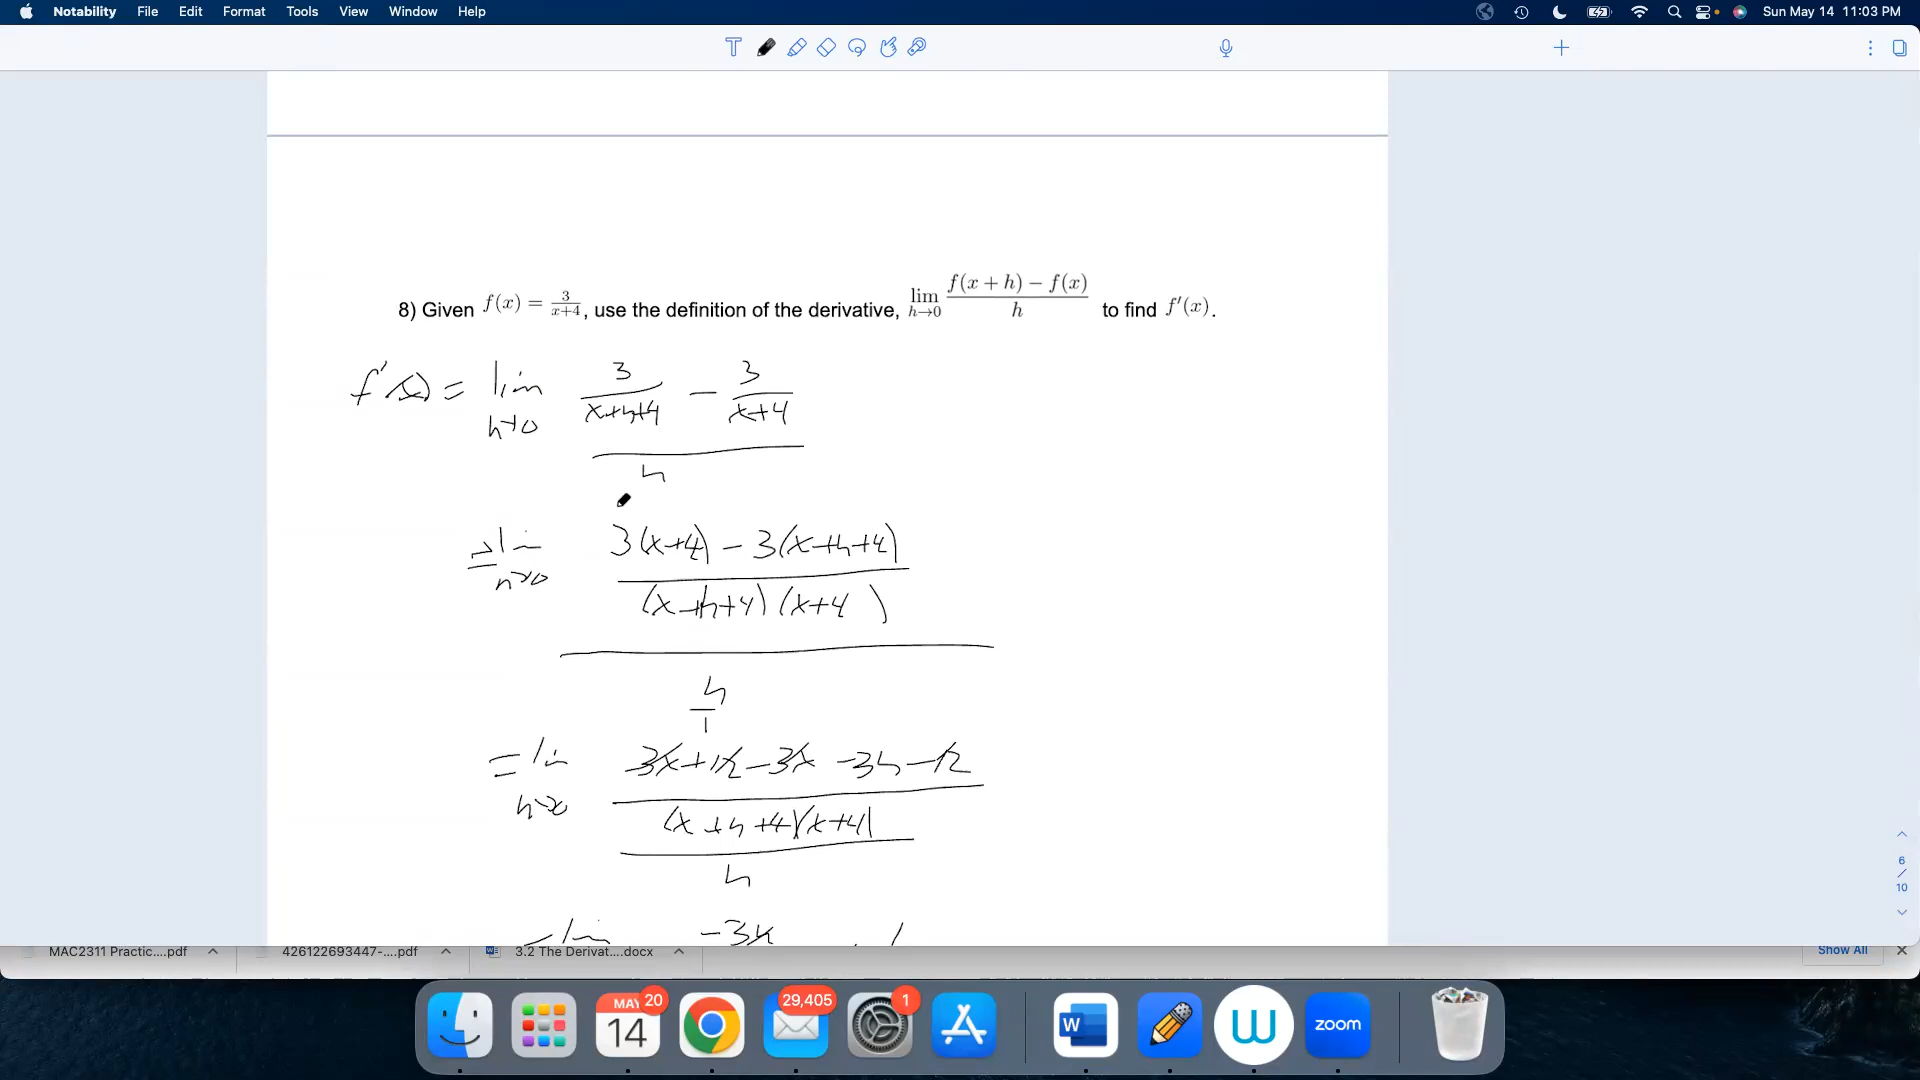 Notability File Edit Format Tools View Window Help Sun May 14 11:03 PM
8) Given f(x) = 3/(x+4), use the definition of the derivative, lim h→0 (f(x + h) − f(x))/h to find f′(x).
f'(x) = lim 3 − 3
h→0 x+h+4 x+4
h
= lim 3(x+4) − 3(x+h+4)
h→0 (x+h+4)(x+4)
h
1
= lim 3x+12−3x−3h−12
h→0 (x+h+4)(x+4)
h
= lim
6
/
10
MAC2311 Practic....pdf 426122693447-....pdf 3.2 The Derivat....docx Show All
MAY 20 29,405 1
14 W zoom